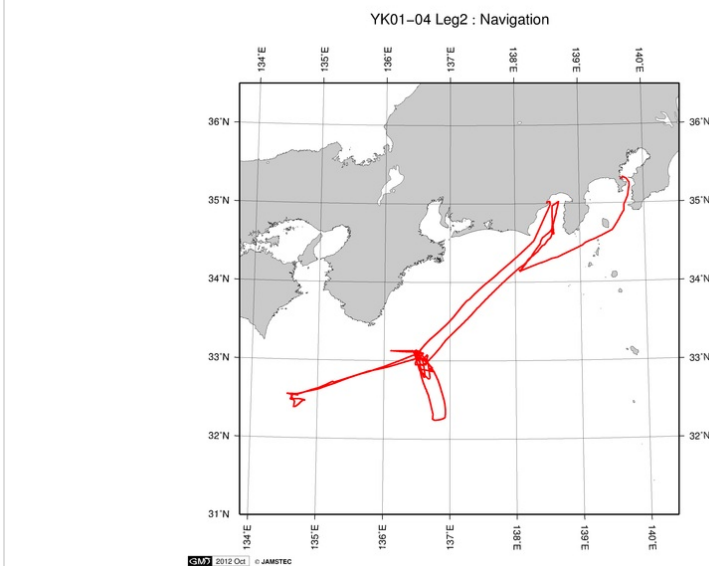 YK01−04 Leg2 : Navigation
134˚E 135˚E 136˚E 137˚E 138˚E 139˚E 140˚E
36˚N 36˚N
35˚N 35˚N
34˚N 34˚N
33˚N 33˚N
32˚N 32˚N
31˚N
134˚E 135˚E 136˚E 137˚E 138˚E 139˚E 140˚E
GMD 2012 Oct © JAMSTEC